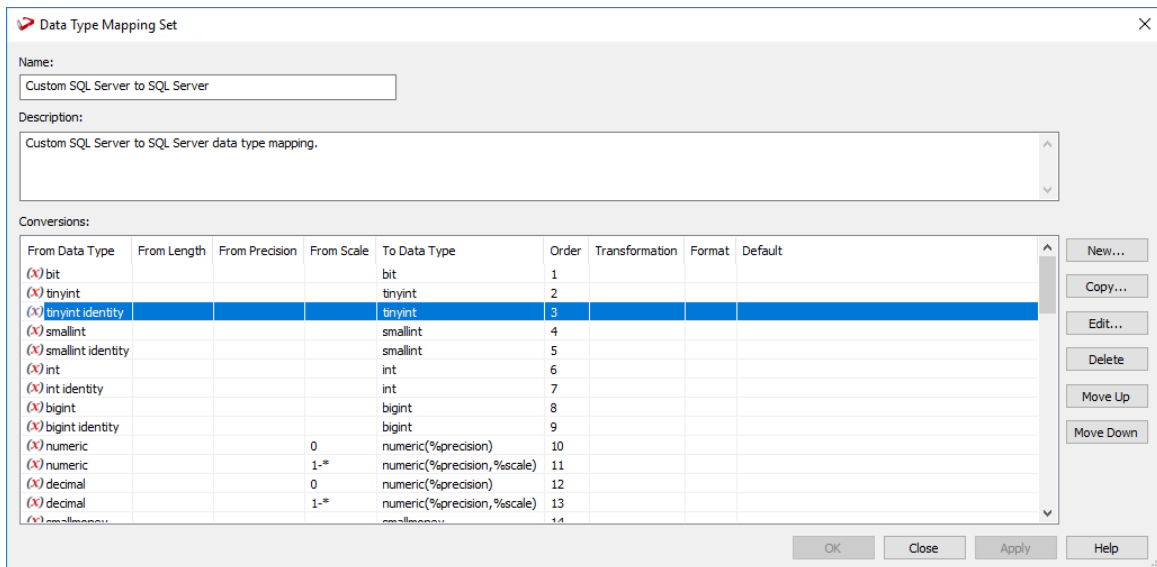 Data Type Mapping Set
Name:
Custom SQL Server to SQL Server
Description:
Custom SQL Server to SQL Server data type mapping.
Conversions:
From Data Type From Length From Precision From Scale To Data Type Order Transformation Format Default
(x) bit bit 1
(x) tinyint tinyint 2
(x) tinyint identity tinyint 3
(x) smallint smallint 4
(x) smallint identity smallint 5
(x) int int 6
(x) int identity int 7
(x) bigint bigint 8
(x) bigint identity bigint 9
(x) numeric 0 numeric(%precision) 10
(x) numeric 1-* numeric(%precision,%scale) 11
(x) decimal 0 numeric(%precision) 12
(x) decimal 1-* numeric(%precision,%scale) 13
(x) smallmoney smallmoney 14
New...
Copy...
Edit...
Delete
Move Up
Move Down
OK Close Apply Help